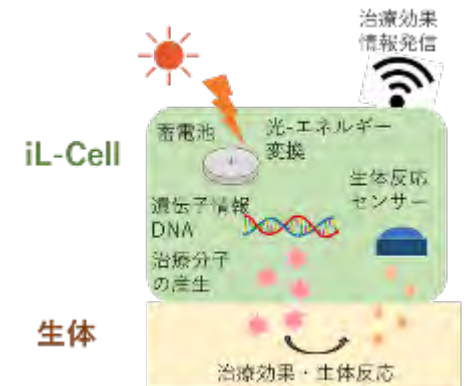 治療効果
情報発信
蓄電池
光-エネルギー
変換
iL-Cell
生体反応
センサー
遺伝子情報
DNA
治療分子
の産生
生体
治療効果・生体反応